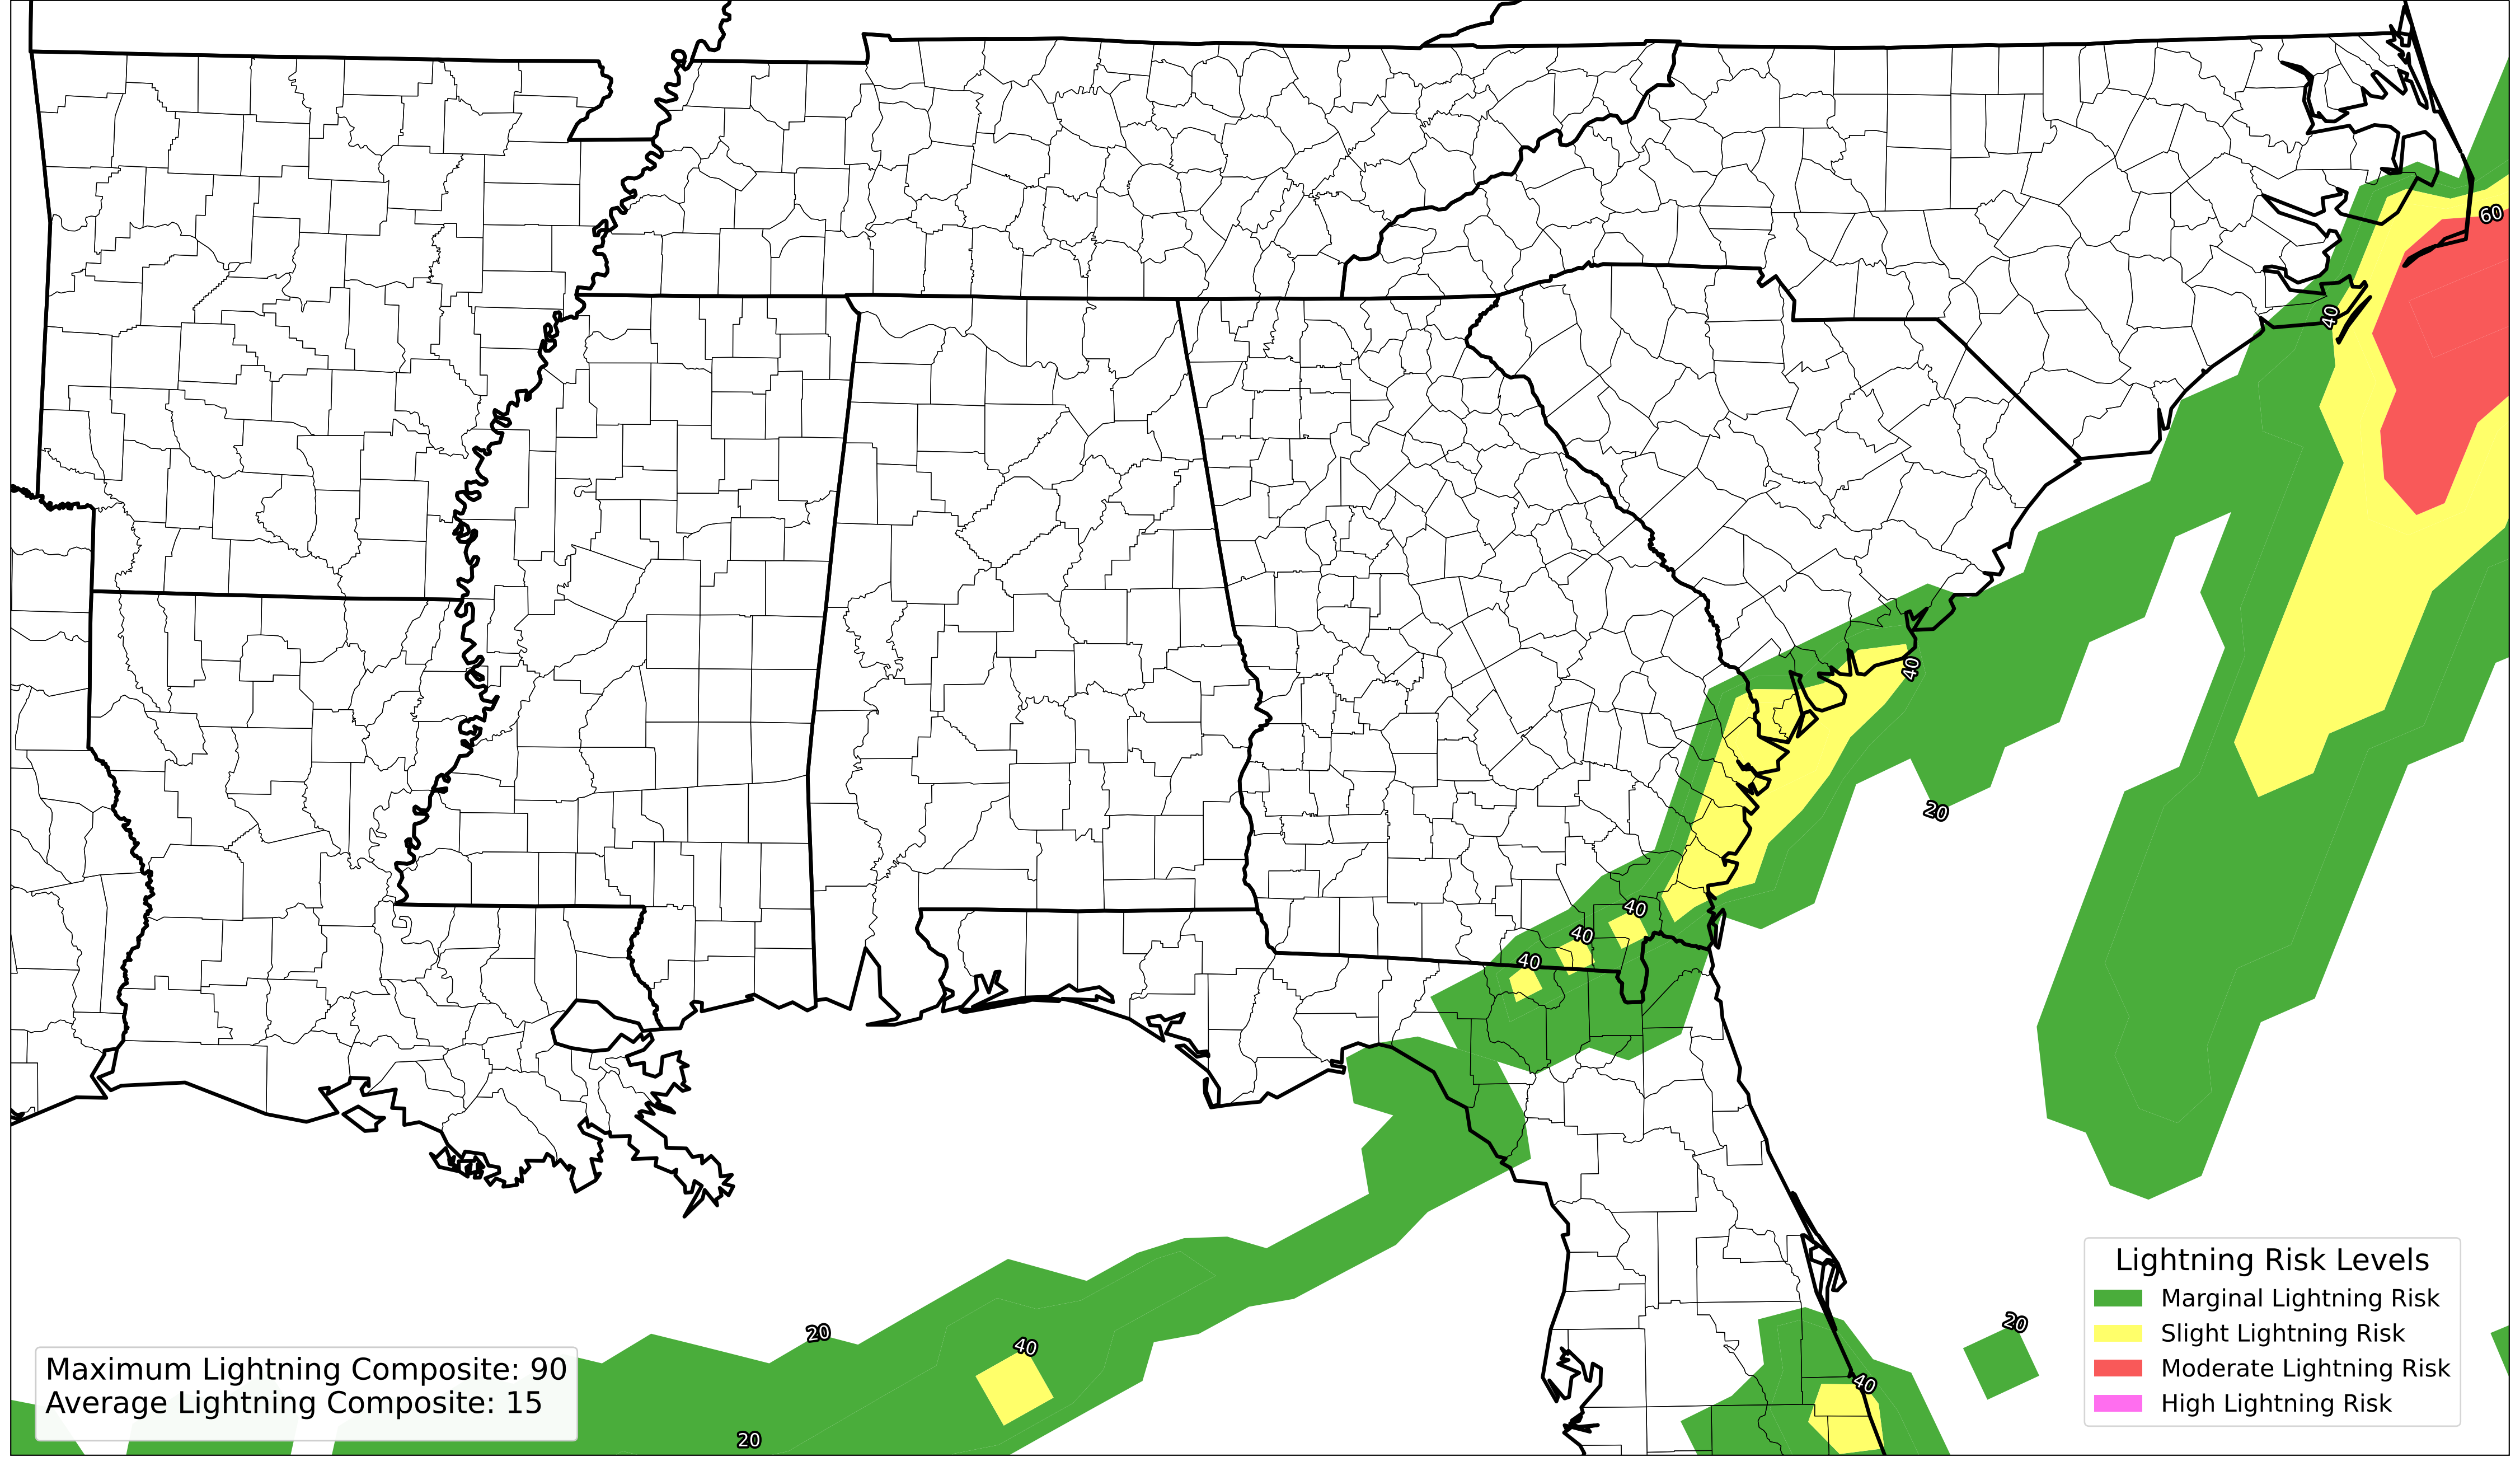 60
40
40
20
40
40
40
20
40
20
40
20
Maximum Lightning Composite: 90
Average Lightning Composite: 15
Lightning Risk Levels
Marginal Lightning Risk
Slight Lightning Risk
Moderate Lightning Risk
High Lightning Risk